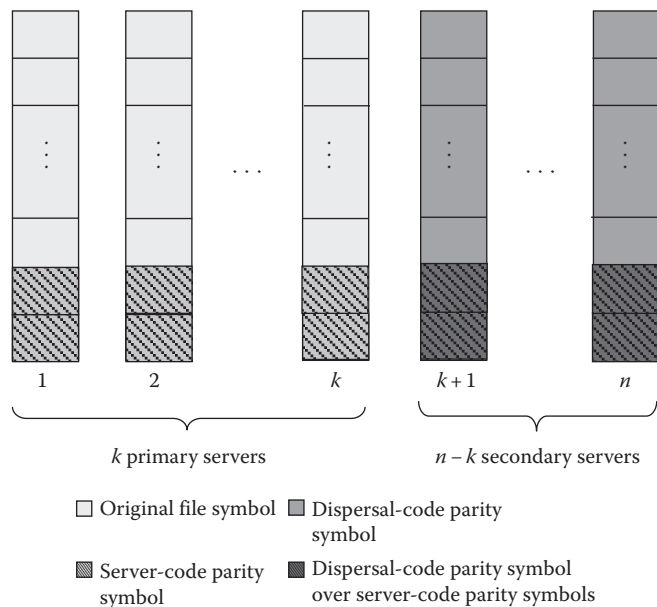 . . .
. . .
1 2 k k + 1 n
k primary servers n – k secondary servers
Original file symbol
Dispersal-code parity
symbol
Server-code parity
symbol
Dispersal-code parity symbol
over server-code parity symbols